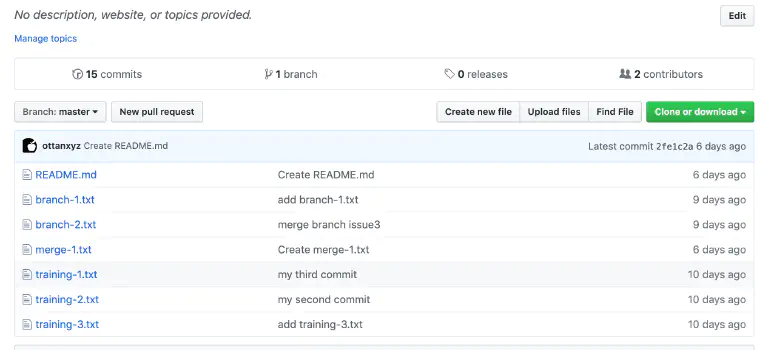 No description, website, or topics provided. Edit
Manage topics
15 commits 1 branch 0 releases 2 contributors
Branch: master New pull request Create new file Upload files Find File Clone or download
ottanxyz Create README.md Latest commit 2fe1c2a 6 days ago
README.md Create README.md 6 days ago
branch-1.txt add branch-1.txt 9 days ago
branch-2.txt merge branch issue3 9 days ago
merge-1.txt Create merge-1.txt 6 days ago
training-1.txt my third commit 10 days ago
training-2.txt my second commit 10 days ago
training-3.txt add training-3.txt 10 days ago